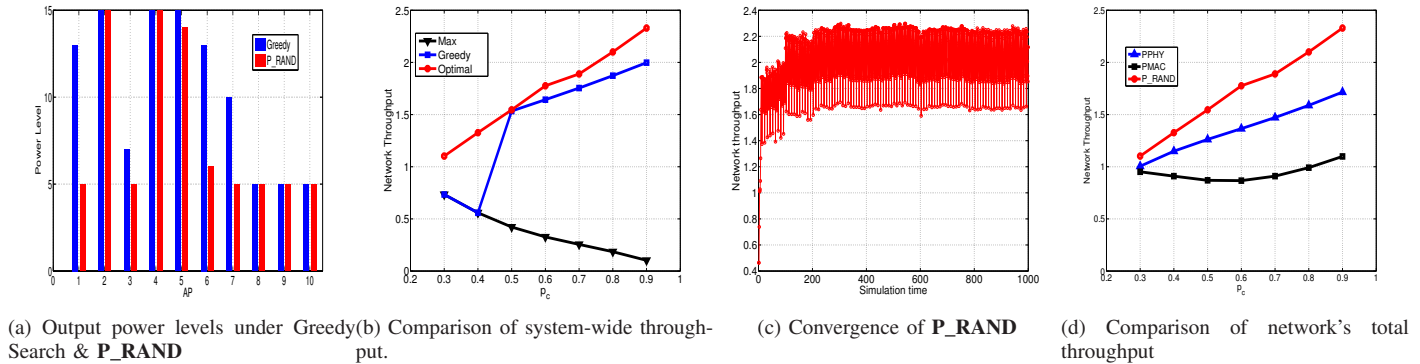 15
10
5
0
Power Level
0 1 2 3 4 5 6 7 8 9 10
AP
Greedy
P_RAND
2.5
2
1.5
1
0.5
0
Network Throughput
0.2 0.3 0.4 0.5 0.6 0.7 0.8 0.9 1
p_c
Max
Greedy
Optimal
2.4
2.2
2
1.8
1.6
1.4
1.2
1
0.8
0.6
0.4
Network throughput
0 200 400 600 800 1000
Simulation time
2.5
2
1.5
1
0.5
0
Network Throughput
0.2 0.3 0.4 0.5 0.6 0.7 0.8 0.9 1
p_c
PPHY
PMAC
P_RAND
(a) Output power levels under Greedy
Search & P_RAND
(b) Comparison of system-wide through-
put.
(c) Convergence of P_RAND
(d) Comparison of network's total
throughput